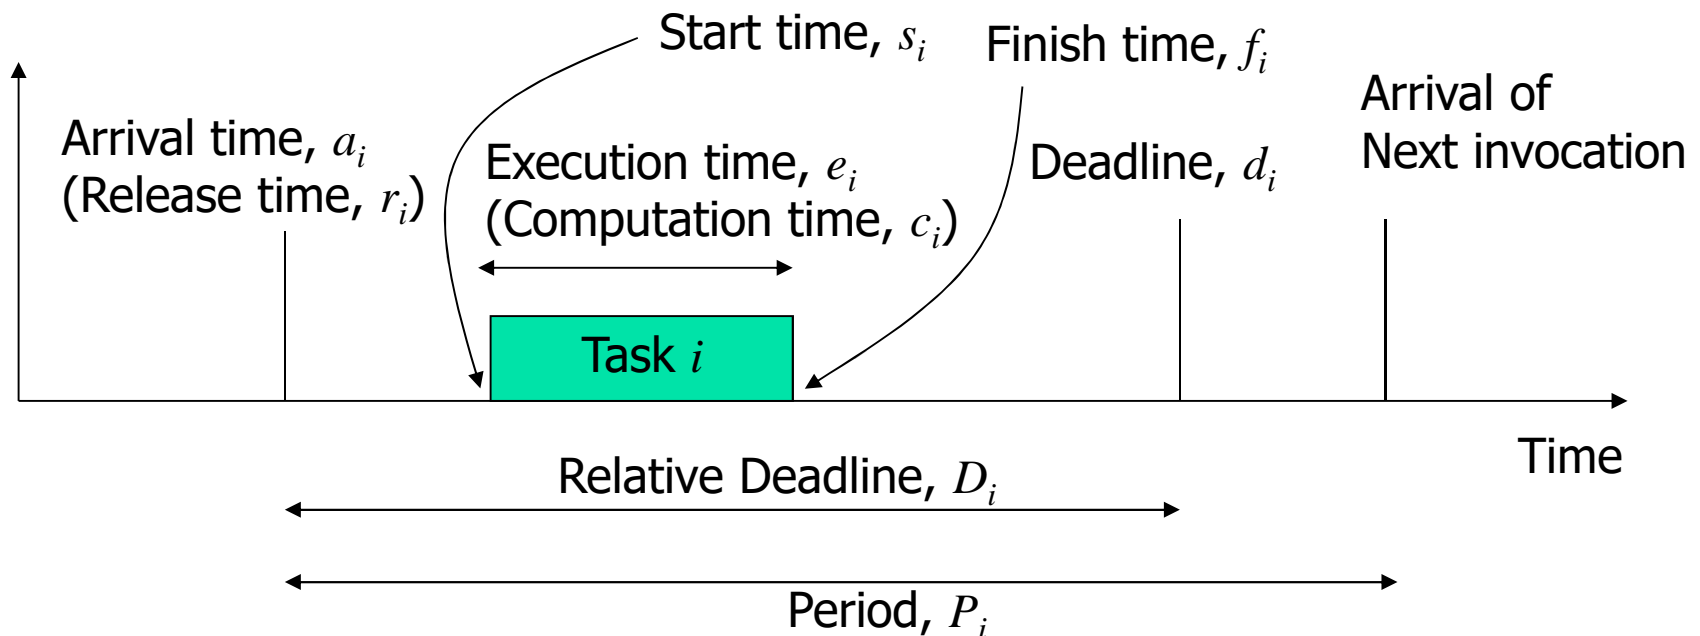 Start time, s_i
Finish time, f_i
Arrival of
Next invocation
Arrival time, a_i
(Release time, r_i)
Execution time, e_i
(Computation time, c_i)
Deadline, d_i
Task i
Time
Relative Deadline, D_i
Period, P_i